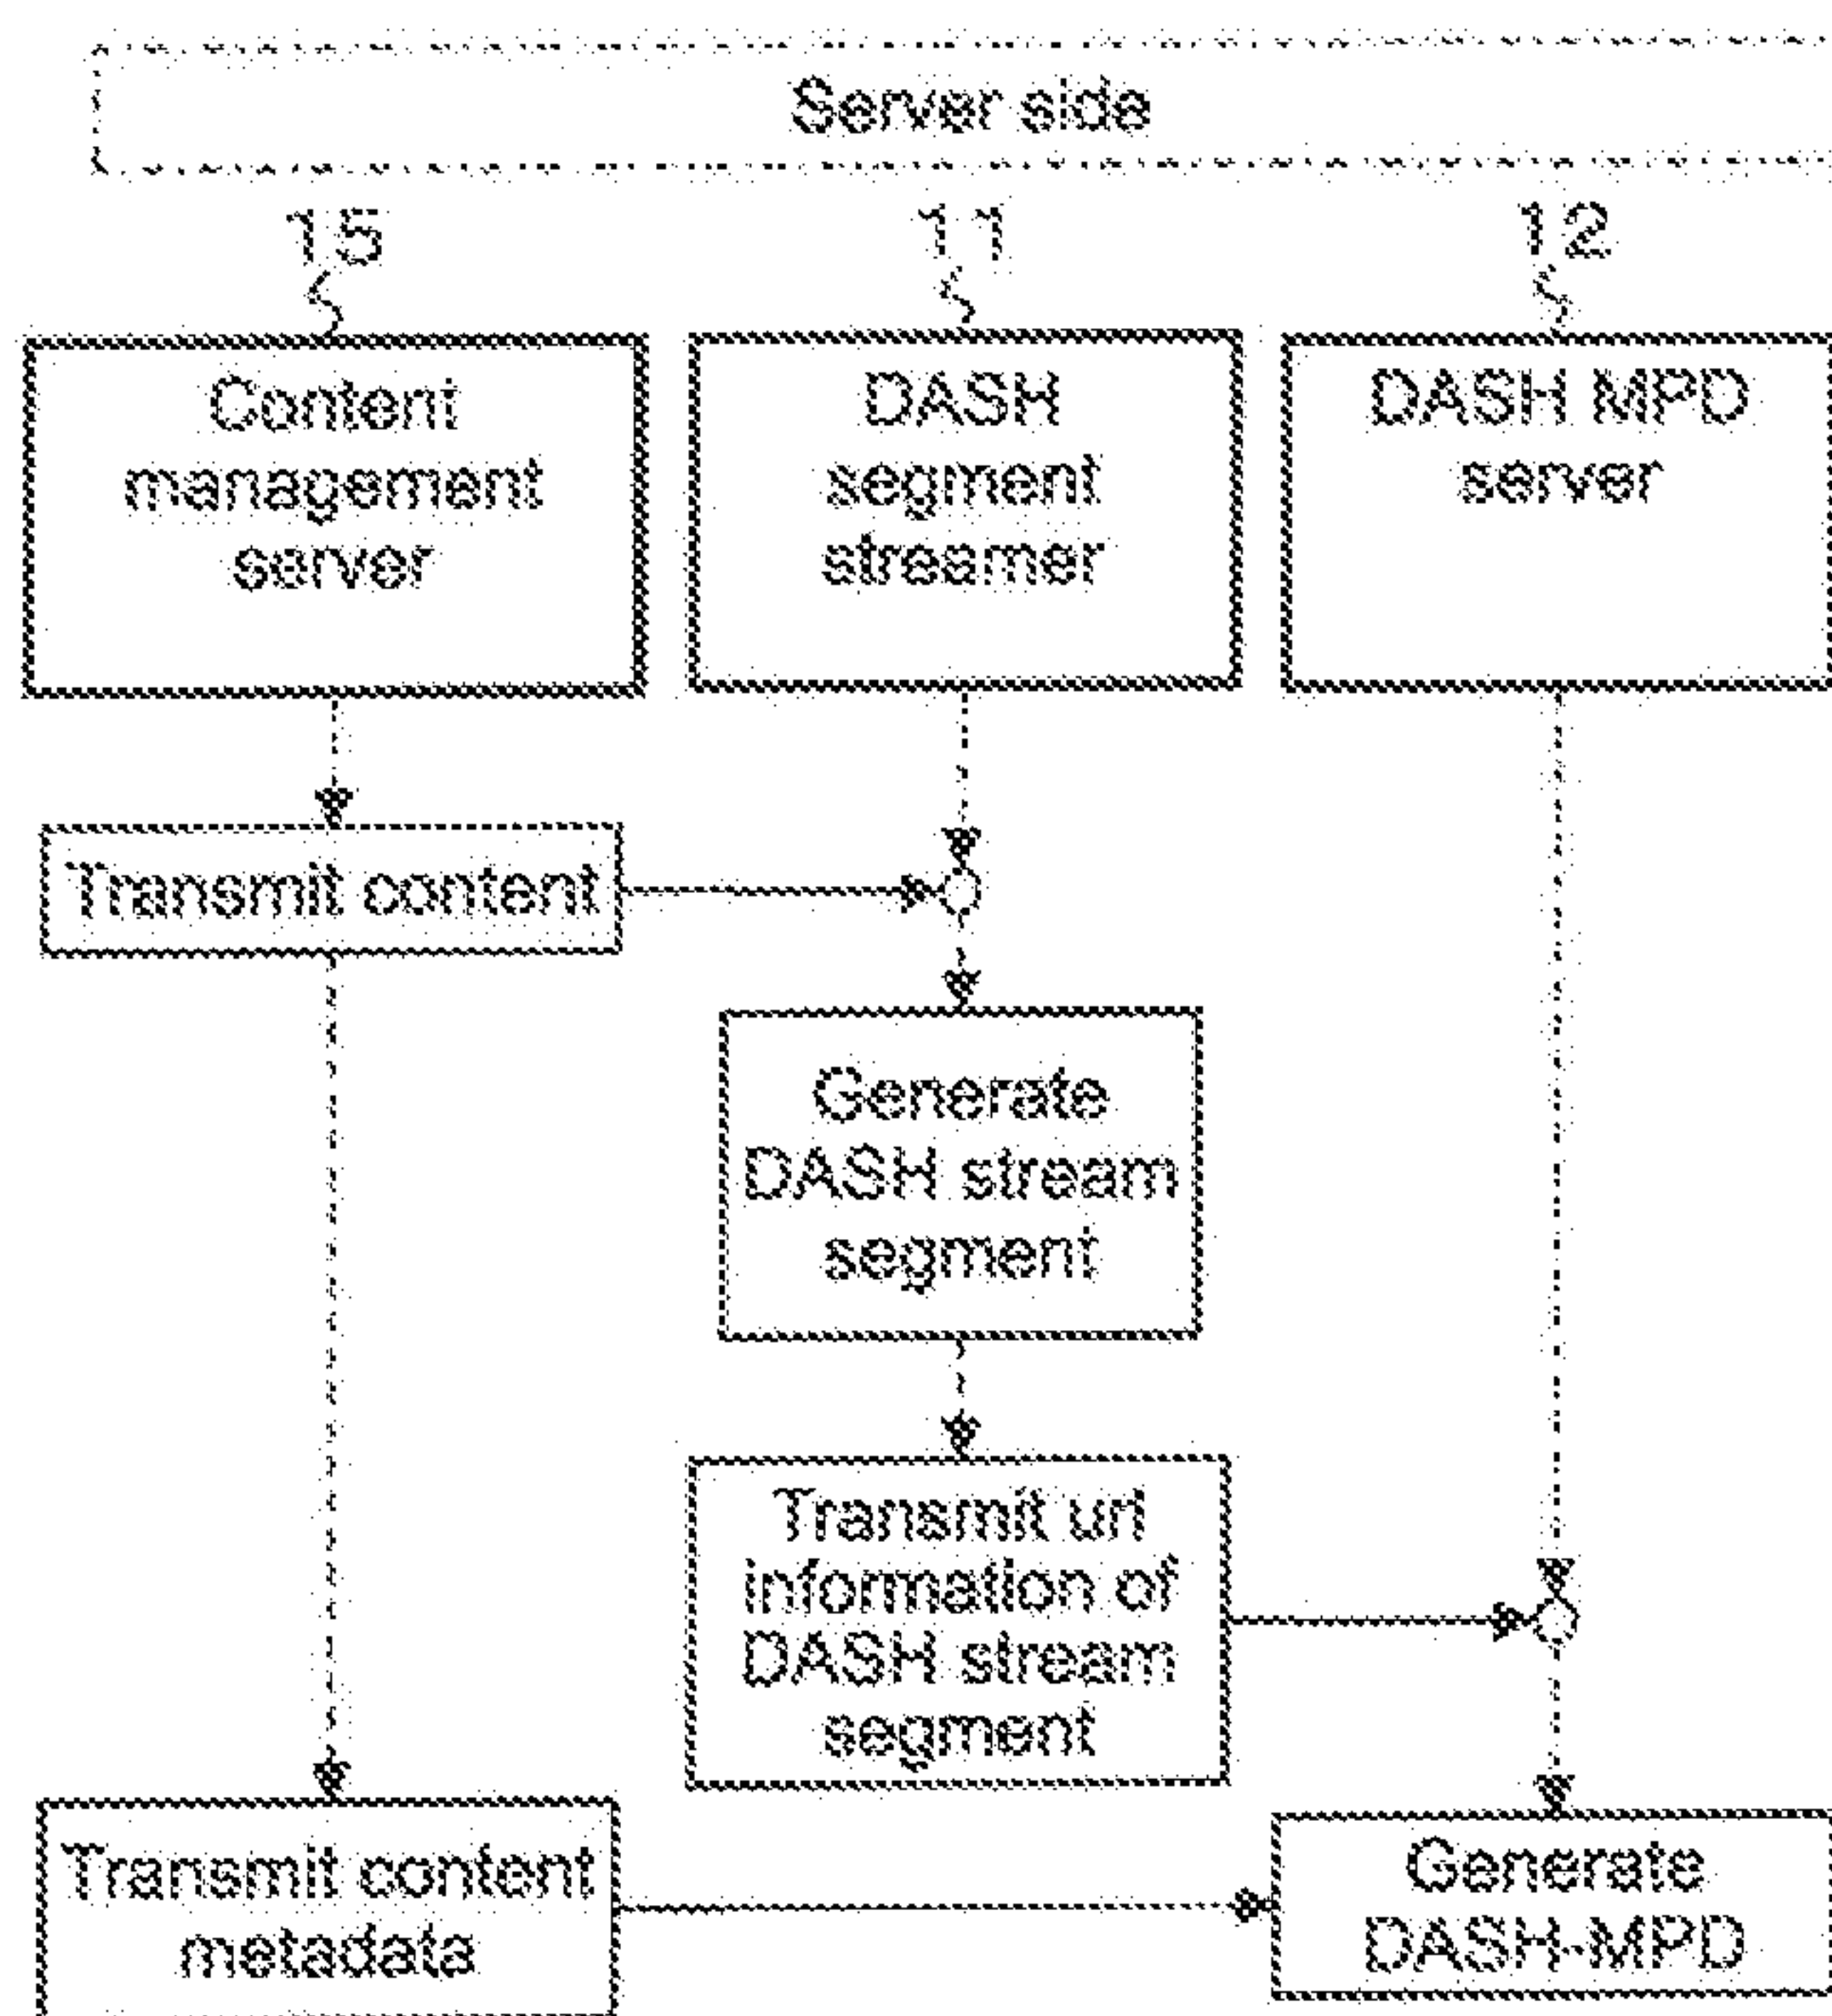 Server side
15
11
12
Content
management
server
DASH
segment
streamer
DASH MPD
server
Transmit content
Generate
DASH stream
segment
Transmit url
information of
DASH stream
segment
Transmit content
metadata
Generate
DASH-MPD